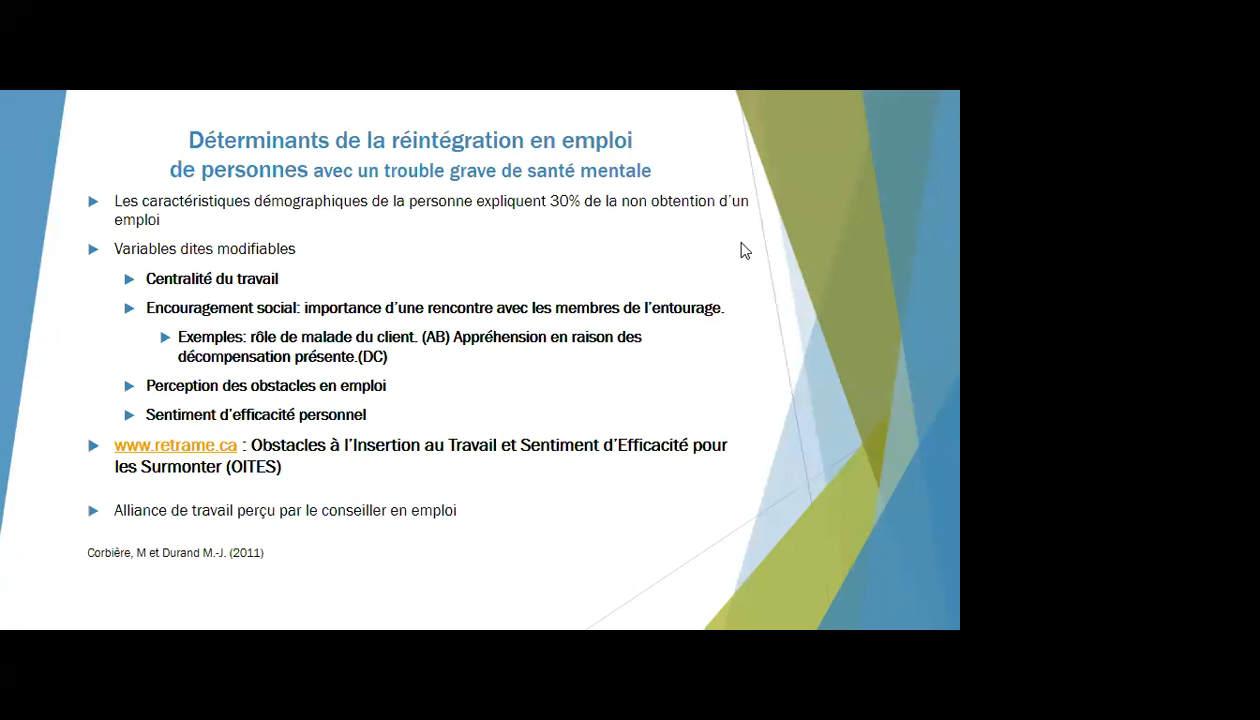 Déterminants de la réintégration en emploi
de personnes avec un trouble grave de santé mentale
Les caractéristiques démographiques de la personne expliquent 30% de la non obtention d’un
emploi
Variables dites modifiables
Centralité du travail
Encouragement social: importance d’une rencontre avec les membres de l’entourage.
Exemples: rôle de malade du client. (AB) Appréhension en raison des
décompensation présente.(DC)
Perception des obstacles en emploi
Sentiment d’efficacité personnel
www.retrame.ca : Obstacles à l’Insertion au Travail et Sentiment d’Efficacité pour
les Surmonter (OITES)
Alliance de travail perçu par le conseiller en emploi
Corbière, M et Durand M.-J. (2011)